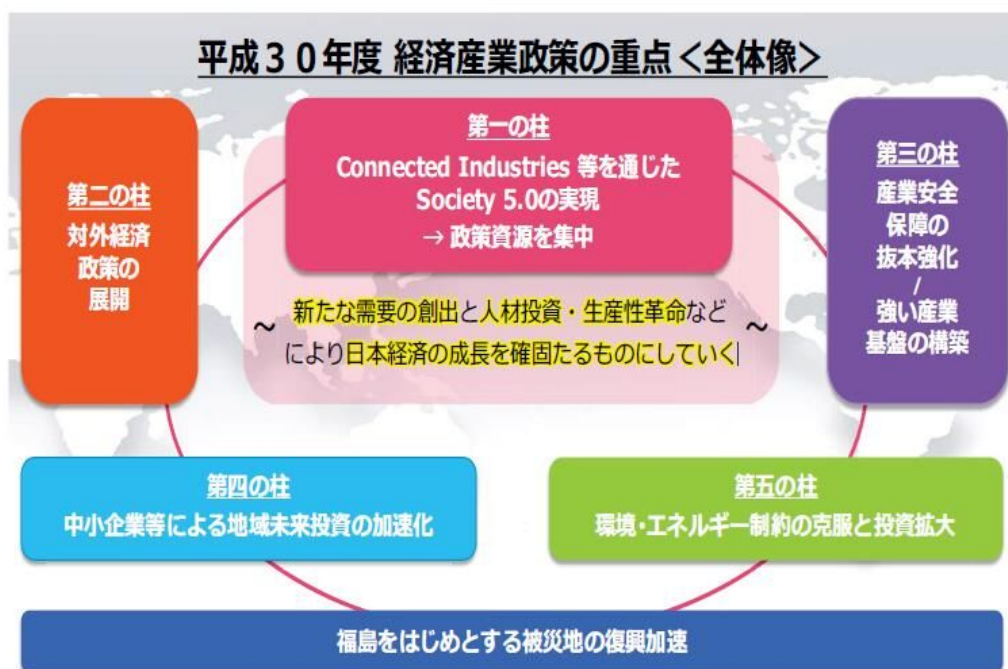 平成３０年度 経済産業政策の重点＜全体像＞
第一の柱
Connected Industries 等を通じた
Society 5.0の実現
→ 政策資源を集中
～ 新たな需要の創出と人材投資・生産性革命など ～
により日本経済の成長を確固たるものにしていく
第二の柱
対外経済
政策の
展開
第三の柱
産業安全
保障の
抜本強化
/
強い産業
基盤の構築
第四の柱
中小企業等による地域未来投資の加速化
第五の柱
環境・エネルギー制約の克服と投資拡大
福島をはじめとする被災地の復興加速